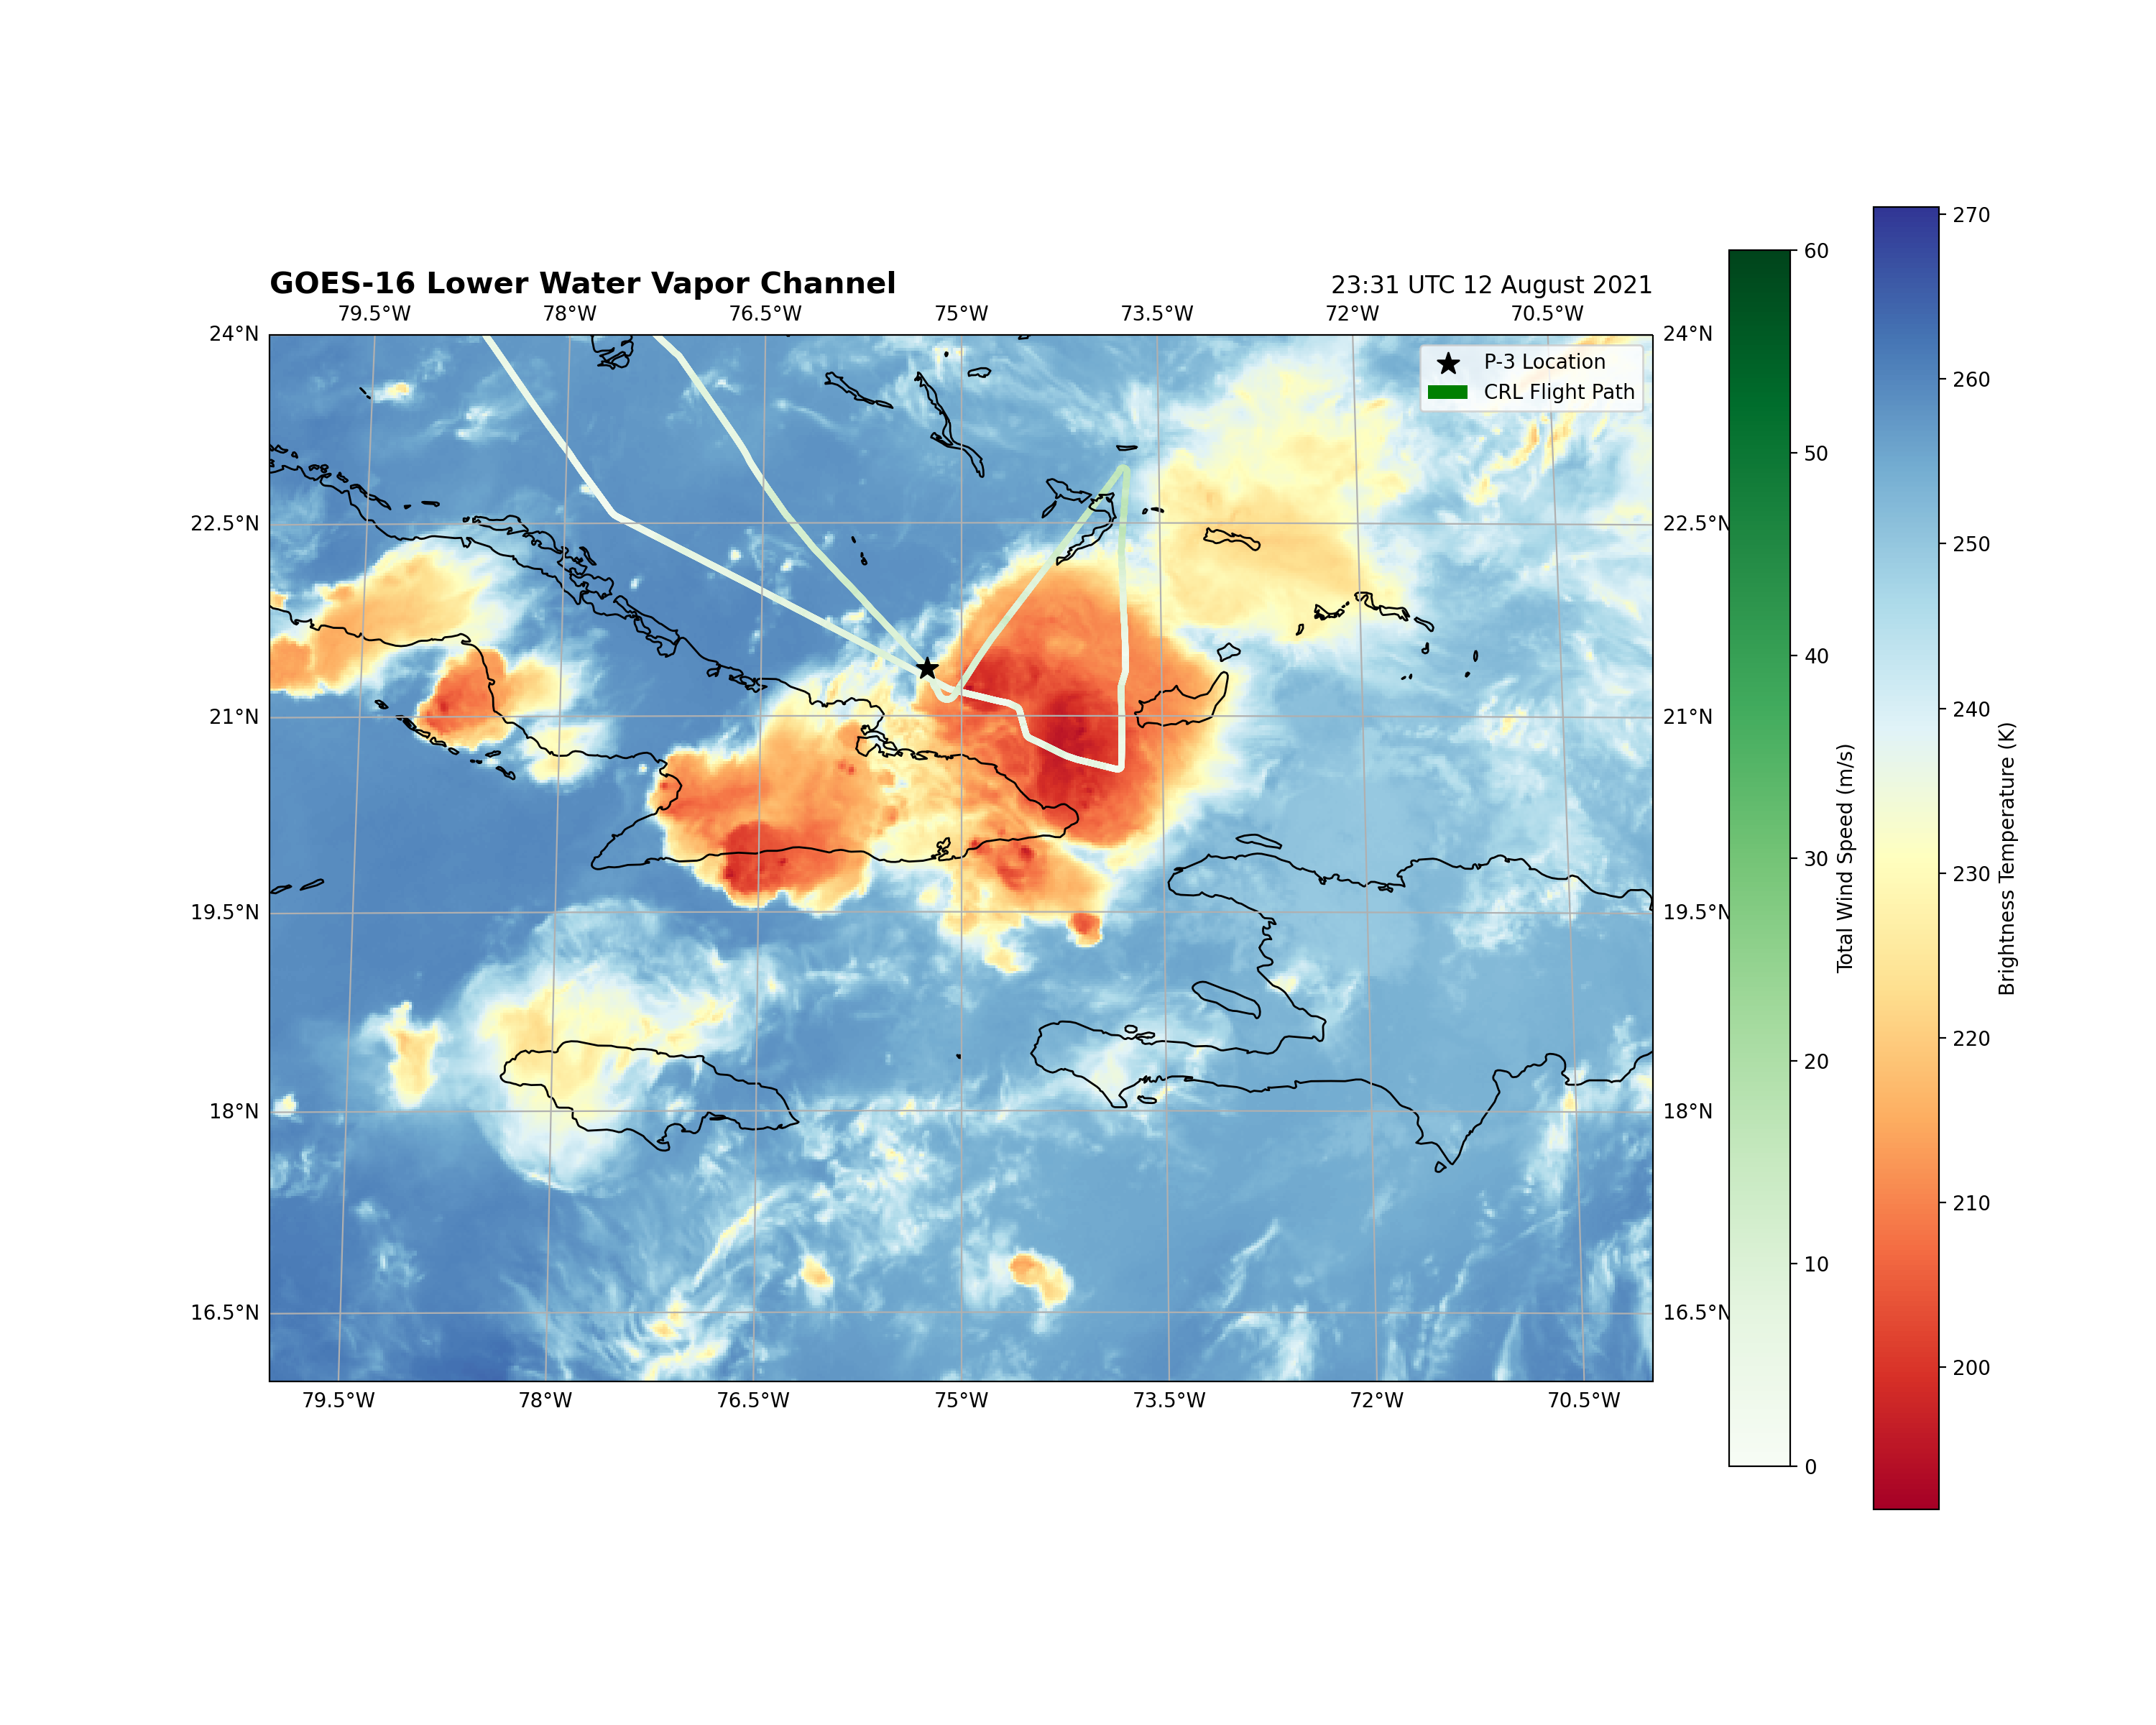 GOES-16 Lower Water Vapor Channel
23:31 UTC 12 August 2021
79.5°W 78°W 76.5°W 75°W 73.5°W 72°W 70.5°W
24°N 24°N
P-3 Location
CRL Flight Path
22.5°N 22.5°N
21°N 21°N
19.5°N 19.5°N
18°N 18°N
16.5°N 16.5°N
79.5°W 78°W 76.5°W 75°W 73.5°W 72°W 70.5°W
60
50
40
30
20
10
0
Total Wind Speed (m/s)
270
260
250
240
230
220
210
200
Brightness Temperature (K)